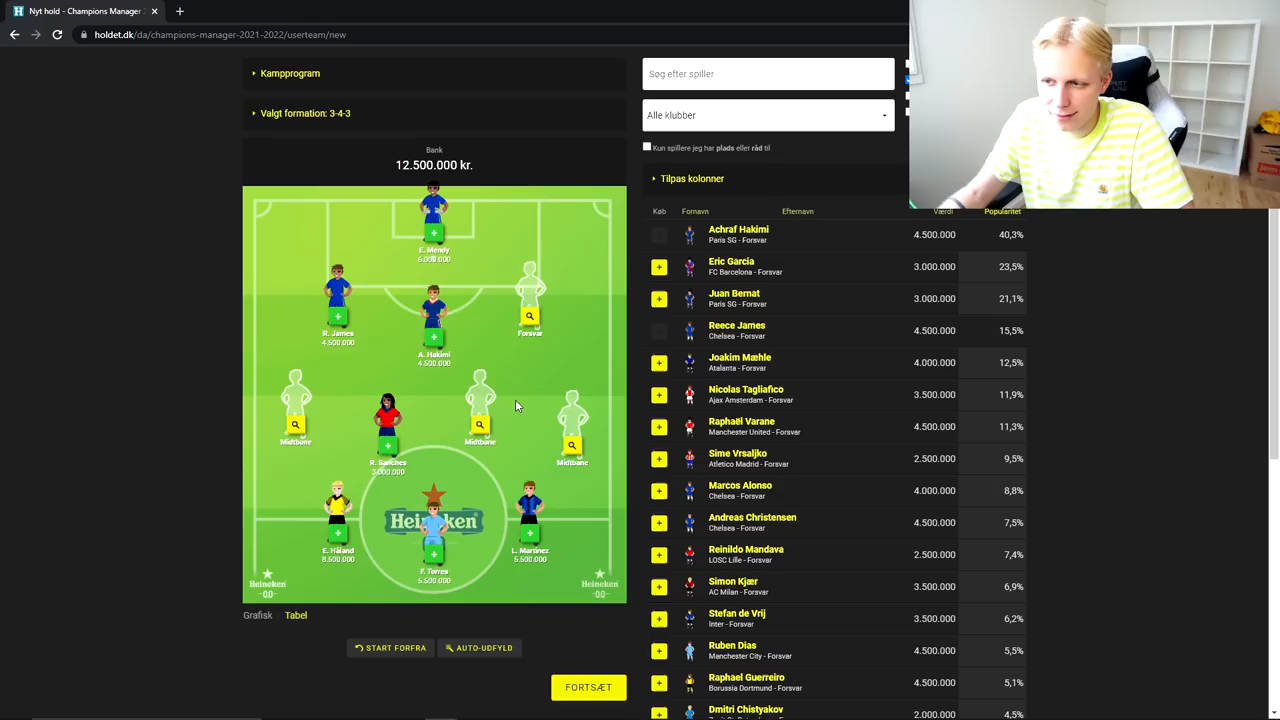 Nyt hold - Champions Manager
holdet.dk/da/champions-manager-2021-2022/userteam/new
Kampprogram
Valgt formation: 3-4-3
Bank
12.500.000 kr.
E. Mendy
6.000.000
R. James
4.500.000
A. Hakimi
4.500.000
Forsvar
Midtbane
R. Sanches
3.000.000
Midtbane
Midtbane
Heineken
E. Håland
8.500.000
F. Torres
5.500.000
L. Martinez
5.500.000
Heineken
0.0
Heineken
0.0
Grafisk Tabel
START FORFRA AUTO-UDFYLD
FORTSÆT
Søg efter spiller
Alle klubber
Kun spillere jeg har plads eller råd til
Tilpas kolonner
Køb Fornavn Efternavn Værdi Popularitet
Achraf Hakimi 4.500.000 40,3%
Paris SG - Forsvar
Eric Garcia 3.000.000 23,5%
FC Barcelona - Forsvar
Juan Bernat 3.000.000 21,1%
Paris SG - Forsvar
Reece James 4.500.000 15,5%
Chelsea - Forsvar
Joakim Mæhle 4.000.000 12,5%
Atalanta - Forsvar
Nicolas Tagliafico 3.500.000 11,9%
Ajax Amsterdam - Forsvar
Raphaël Varane 4.500.000 11,3%
Manchester United - Forsvar
Sime Vrsaljko 2.500.000 9,5%
Atletico Madrid - Forsvar
Marcos Alonso 4.000.000 8,8%
Chelsea - Forsvar
Andreas Christensen 4.500.000 7,5%
Chelsea - Forsvar
Reinildo Mandava 2.500.000 7,4%
LOSC Lille - Forsvar
Simon Kjær 3.500.000 6,9%
AC Milan - Forsvar
Stefan de Vrij 3.500.000 6,2%
Inter - Forsvar
Ruben Dias 4.500.000 5,5%
Manchester City - Forsvar
Raphael Guerreiro 4.500.000 5,1%
Borussia Dortmund - Forsvar
Dmitri Chistyakov 2.000.000 4,5%